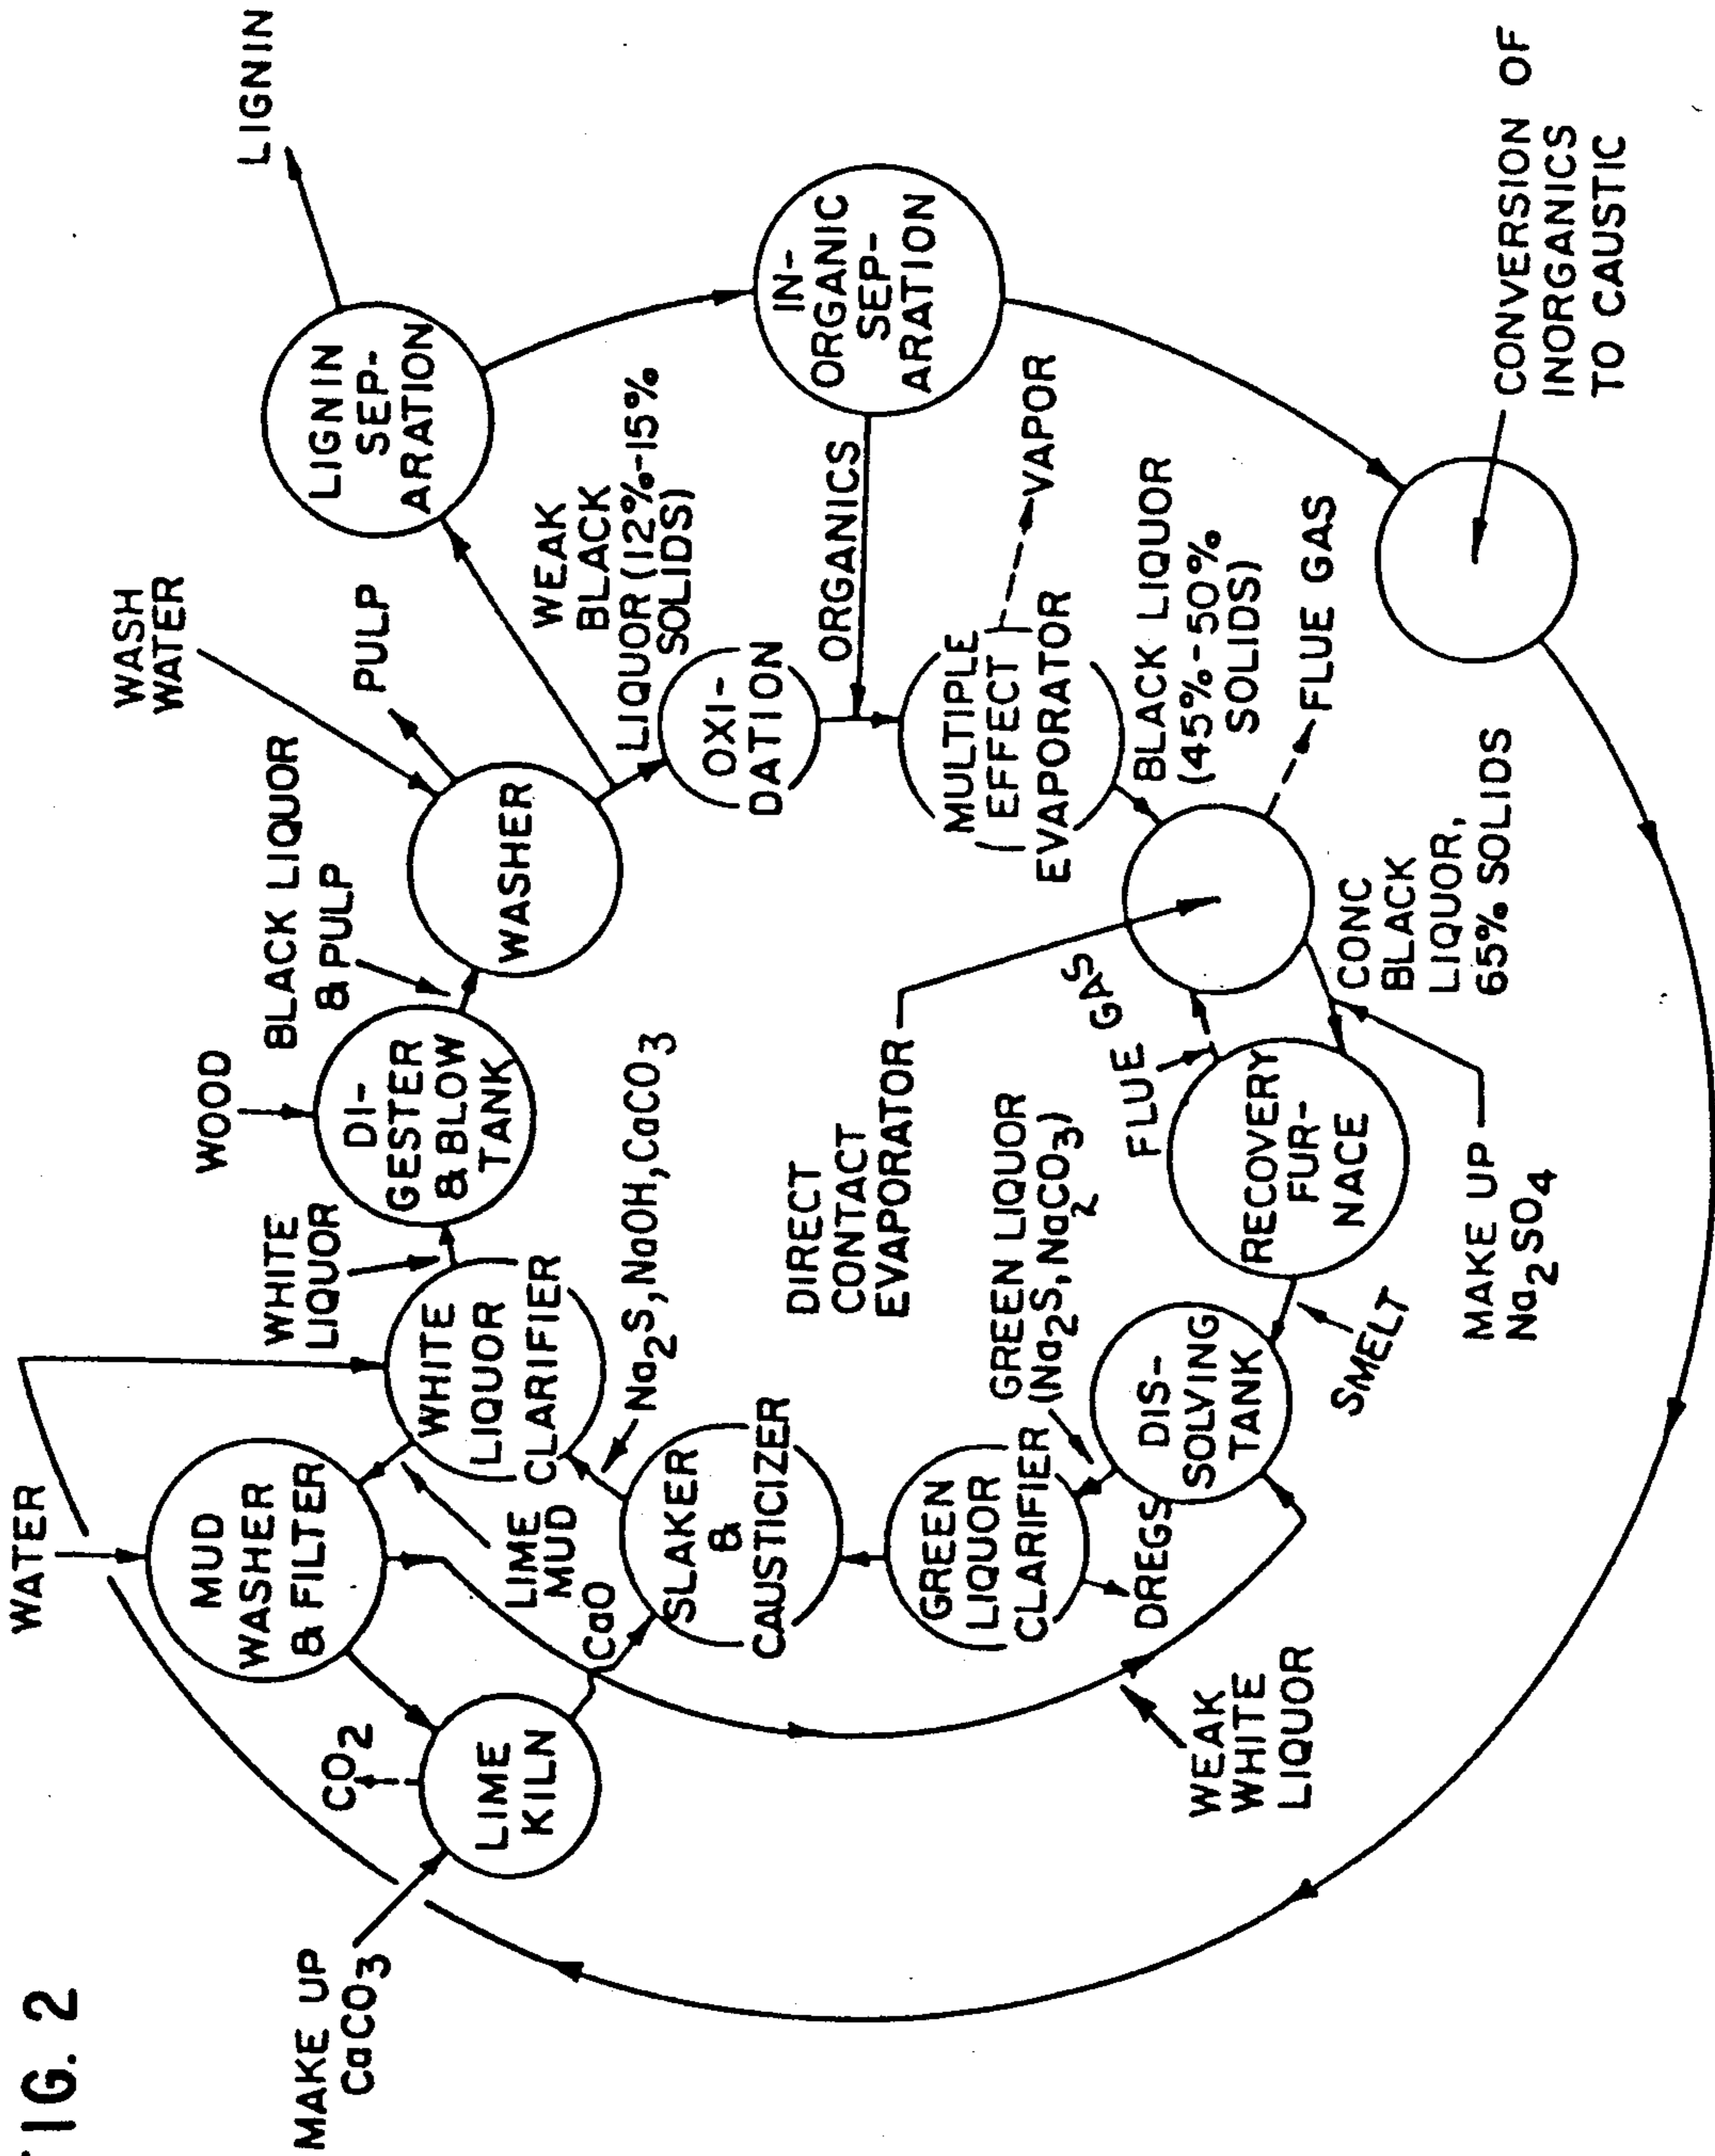 FIG. 2
WATER
MAKE UP
CaCO3
CO2
LIME
KILN
MUD
WASHER
& FILTER
LIME
MUD
CaO
WHITE
LIQUOR
WHITE
LIQUOR
CLARIFIER
Na2S,NaOH,CaCO3
SLAKER
&
CAUSTICIZER
GREEN
LIQUOR
CLARIFIER
DREGS
WEAK
WHITE
LIQUOR
GREEN LIQUOR
(Na2S,NaCO3)
2
DIS-
SOLVING
TANK
SMELT
WOOD
DI-
GESTER
& BLOW
TANK
BLACK LIQUOR
& PULP
WASHER
WASH
WATER
PULP
LIGNIN
LIGNIN
SEP-
ARATION
WEAK
BLACK
LIQUOR (12%-15%
SOLIDS)
OXI-
DATION
ORGANICS
IN-
ORGANIC
SEP-
ARATION
MULTIPLE
EFFECT
EVAPORATOR
VAPOR
BLACK LIQUOR
(45%-50%
SOLIDS)
DIRECT
CONTACT
EVAPORATOR
FLUE GAS
FLUE GAS
RECOVERY
FUR-
NACE
CONC
BLACK
LIQUOR,
65% SOLIDS
MAKE UP
Na2SO4
CONVERSION OF
INORGANICS
TO CAUSTIC